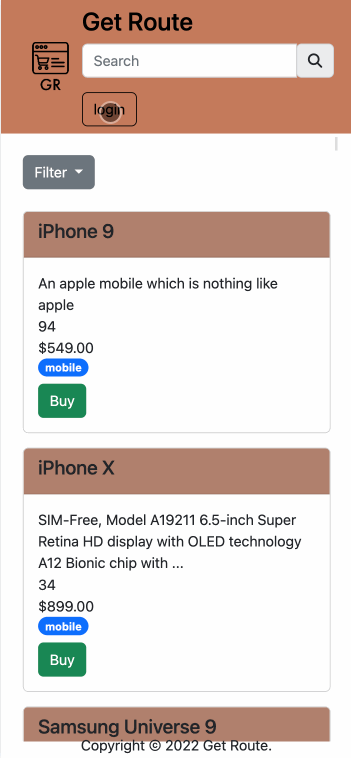 Get Route
Search
GR
login
Filter
iPhone 9
An apple mobile which is nothing like
apple
94
$549.00
mobile
Buy
iPhone X
SIM-Free, Model A19211 6.5-inch Super
Retina HD display with OLED technology
A12 Bionic chip with ...
34
$899.00
mobile
Buy
Samsung Universe 9
Copyright © 2022 Get Route.